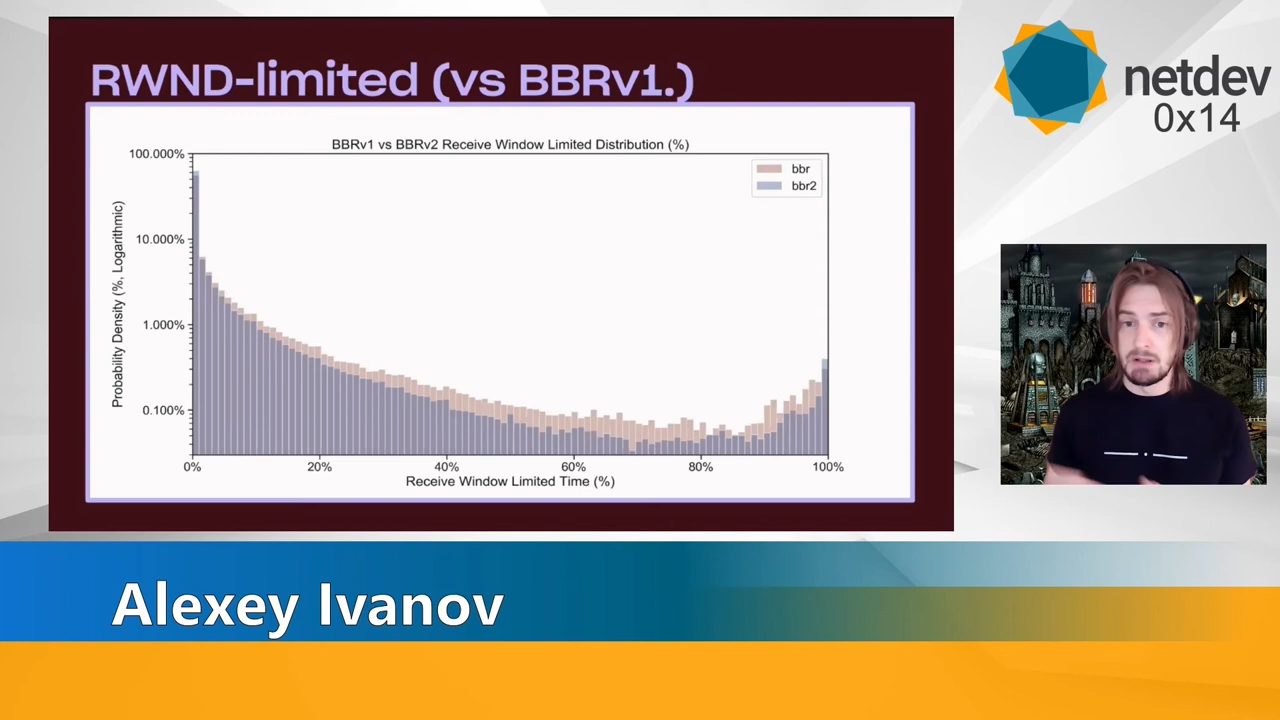 RWND-limited (vs BBRv1.)
BBRv1 vs BBRv2 Receive Window Limited Distribution (%)
bbr
bbr2
Probability Density (%, Logarithmic)
100.000%
10.000%
1.000%
0.100%
0%
20%
40%
60%
80%
100%
Receive Window Limited Time (%)
netdev
0x14
Alexey Ivanov